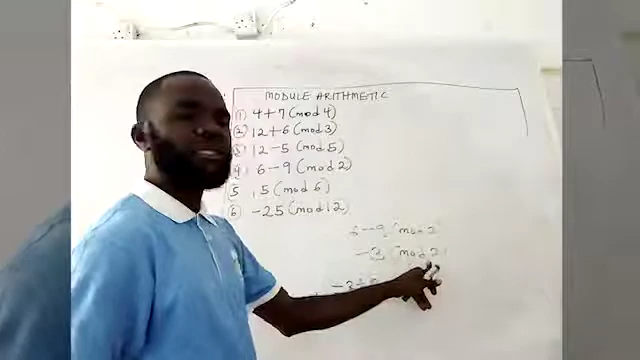 MODULE ARITHMETIC
① 4+7 (mod 4)
② 12+6 (mod 3)
③ 12-5 (mod 5)
④ 6-9 (mod 2)
5 15 (mod 6)
⑥ -25 (mod 12)
6-9 (mod 2
-3 (mod 2)